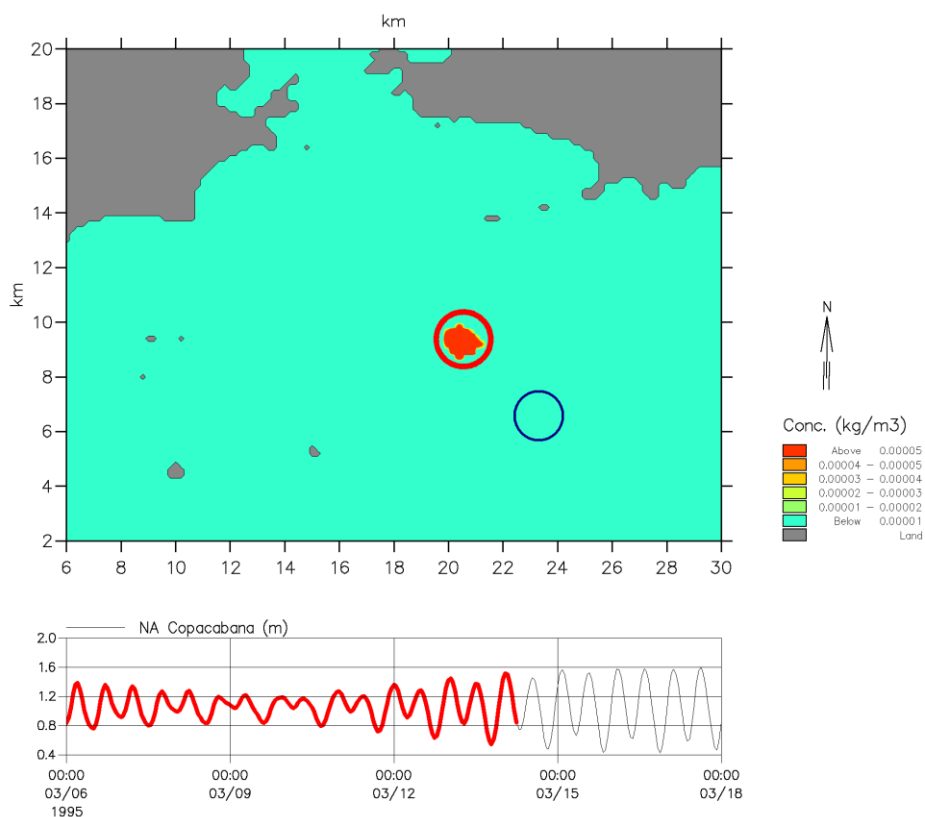 km
20
18
16
14
12
10
8
6
4
2
km
6 8 10 12 14 16 18 20 22 24 26 28 30
N
Conc. (kg/m3)
Above 0.00005
0.00004 - 0.00005
0.00003 - 0.00004
0.00002 - 0.00003
0.00001 - 0.00002
Below 0.00001
Land
NA Copacabana (m)
2.0
1.6
1.2
0.8
0.4
00:00 00:00 00:00 00:00 00:00
03/06 03/09 03/12 03/15 03/18
1995